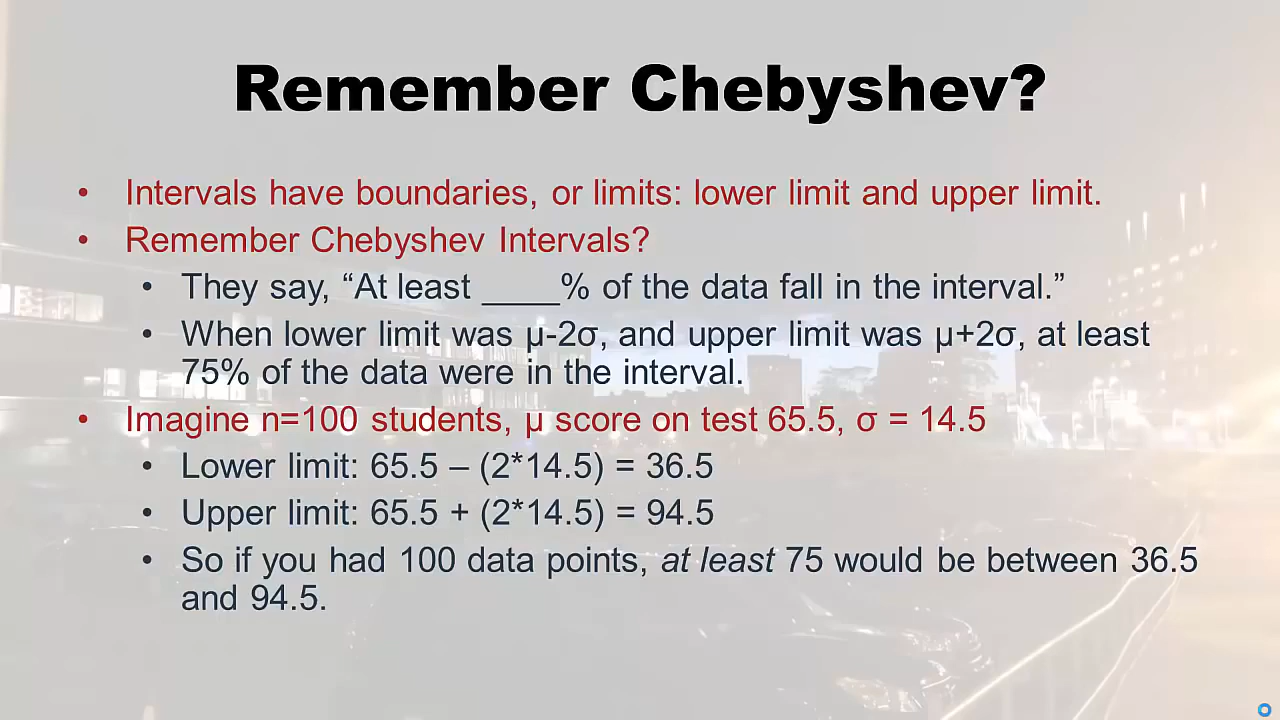 Remember Chebyshev?
• Intervals have boundaries, or limits: lower limit and upper limit.
• Remember Chebyshev Intervals?
• They say, “At least ____% of the data fall in the interval.”
• When lower limit was µ-2σ, and upper limit was µ+2σ, at least
75% of the data were in the interval.
• Imagine n=100 students, µ score on test 65.5, σ = 14.5
• Lower limit: 65.5 – (2*14.5) = 36.5
• Upper limit: 65.5 + (2*14.5) = 94.5
• So if you had 100 data points, at least 75 would be between 36.5
and 94.5.